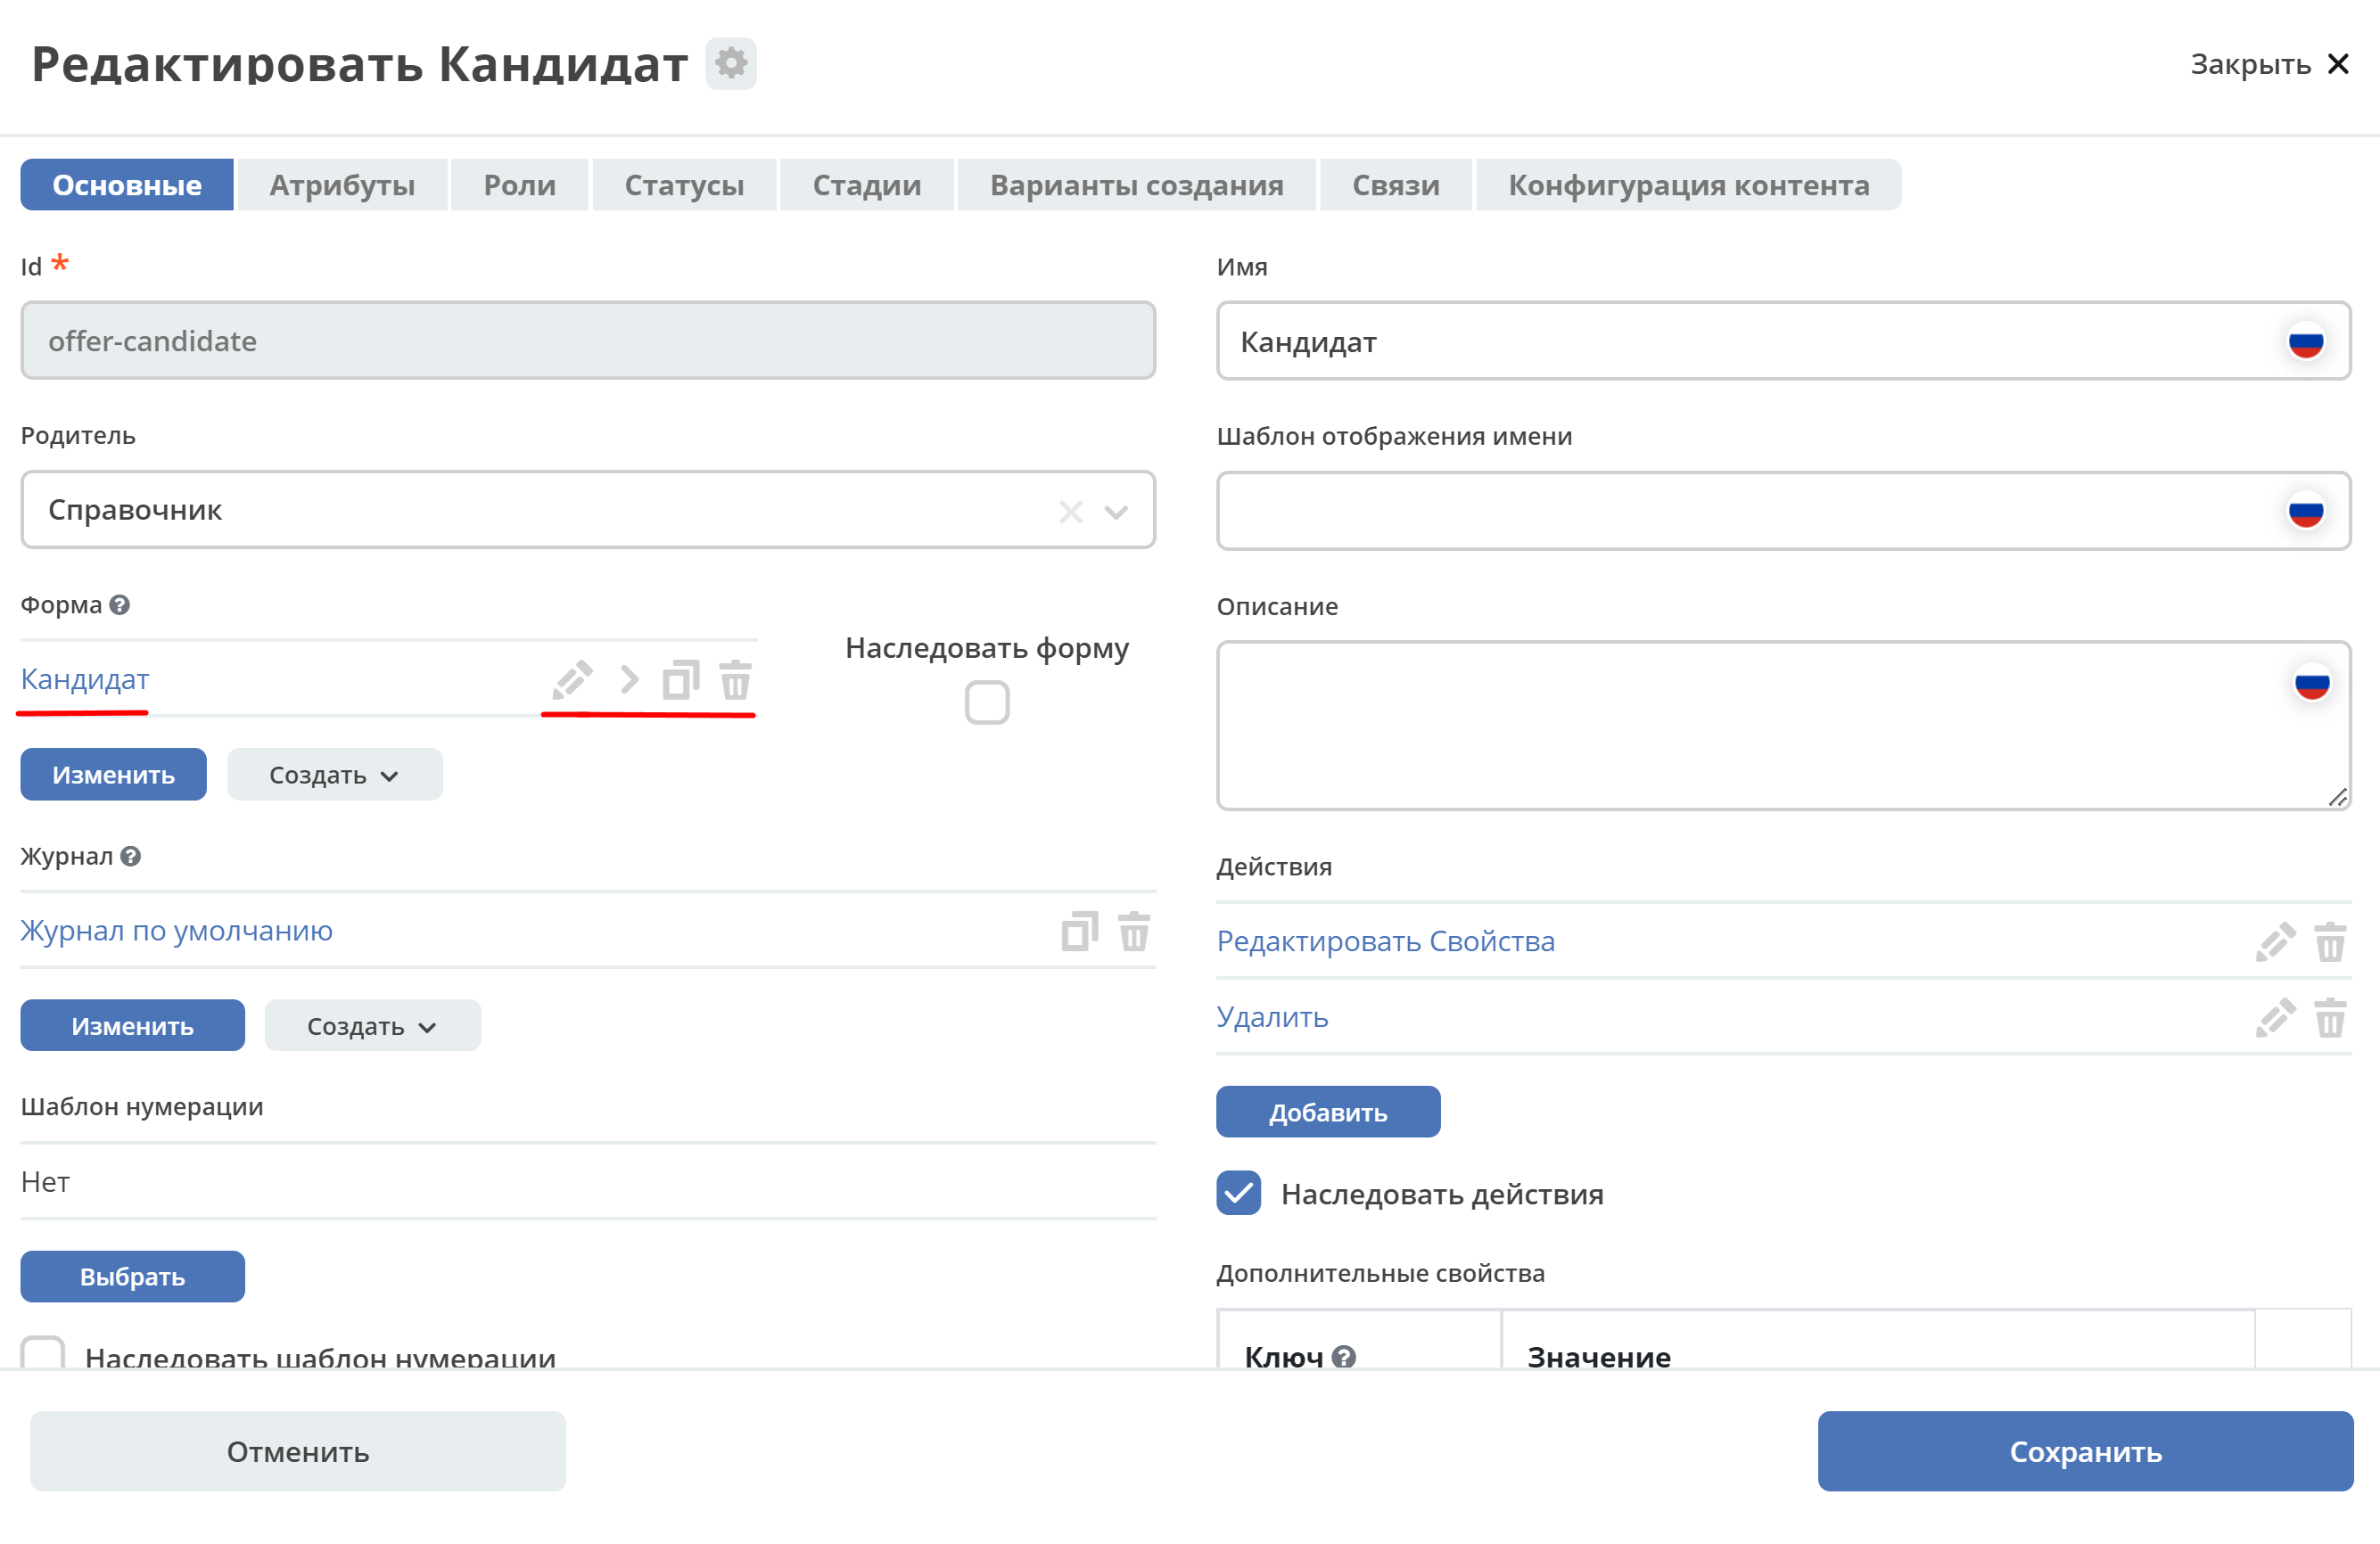 Редактировать Кандидат
Закрыть
Основные Атрибуты Роли Статусы Стадии Варианты создания Связи Конфигурация контента
Id *
offer-candidate
Имя
Кандидат
Родитель
Справочник
Шаблон отображения имени
Форма ?
Кандидат
Наследовать форму
Изменить
Создать
Описание
Журнал ?
Журнал по умолчанию
Изменить
Создать
Действия
Редактировать Свойства
Удалить
Добавить
Наследовать действия
Шаблон нумерации
Нет
Выбрать
Наследовать шаблон нумерации
Дополнительные свойства
Ключ ?
Значение
Отменить
Сохранить